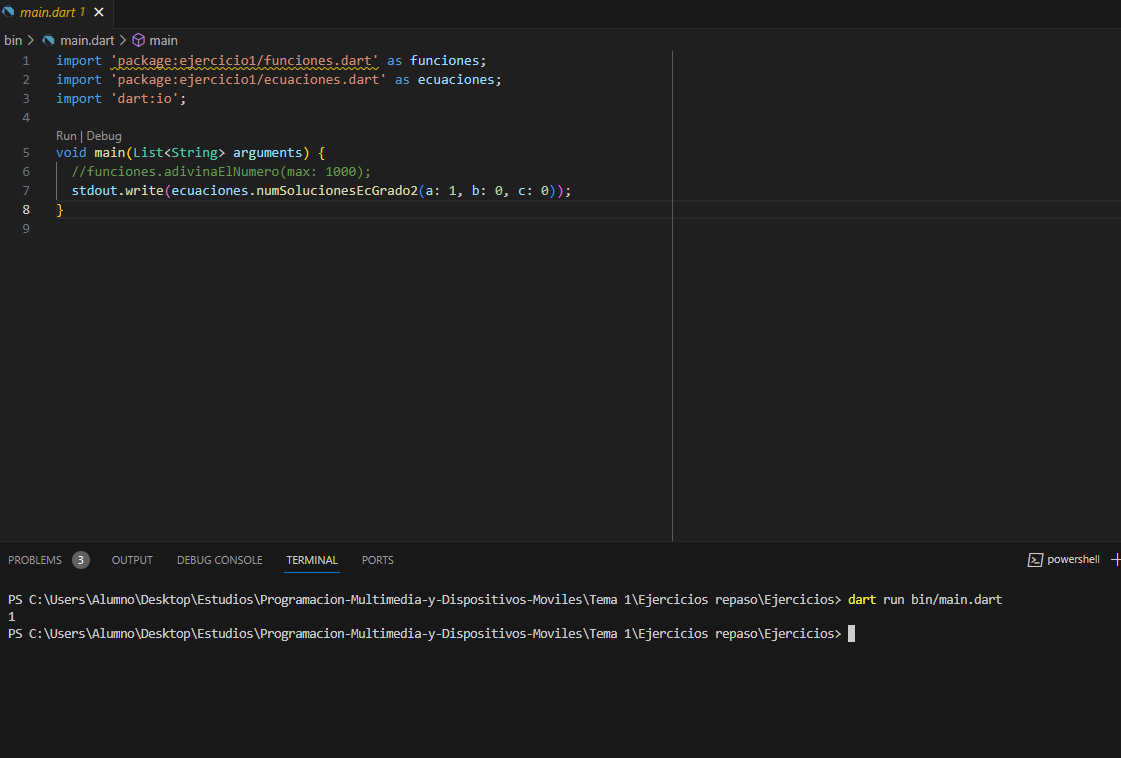 main.dart 1
bin > main.dart > main
1 import 'package:ejercicio1/funciones.dart' as funciones;
2 import 'package:ejercicio1/ecuaciones.dart' as ecuaciones;
3 import 'dart:io';
4
Run | Debug
5 void main(List<String> arguments) {
6 //funciones.adivinaElNumero(max: 1000);
7 stdout.write(ecuaciones.numSolucionesEcGrado2(a: 1, b: 0, c: 0));
8 }
9
PROBLEMS 3 OUTPUT DEBUG CONSOLE TERMINAL PORTS powershell
PS C:\Users\Alumno\Desktop\Estudios\Programacion-Multimedia-y-Dispositivos-Moviles\Tema 1\Ejercicios repaso\Ejercicios> dart run bin/main.dart
1
PS C:\Users\Alumno\Desktop\Estudios\Programacion-Multimedia-y-Dispositivos-Moviles\Tema 1\Ejercicios repaso\Ejercicios>